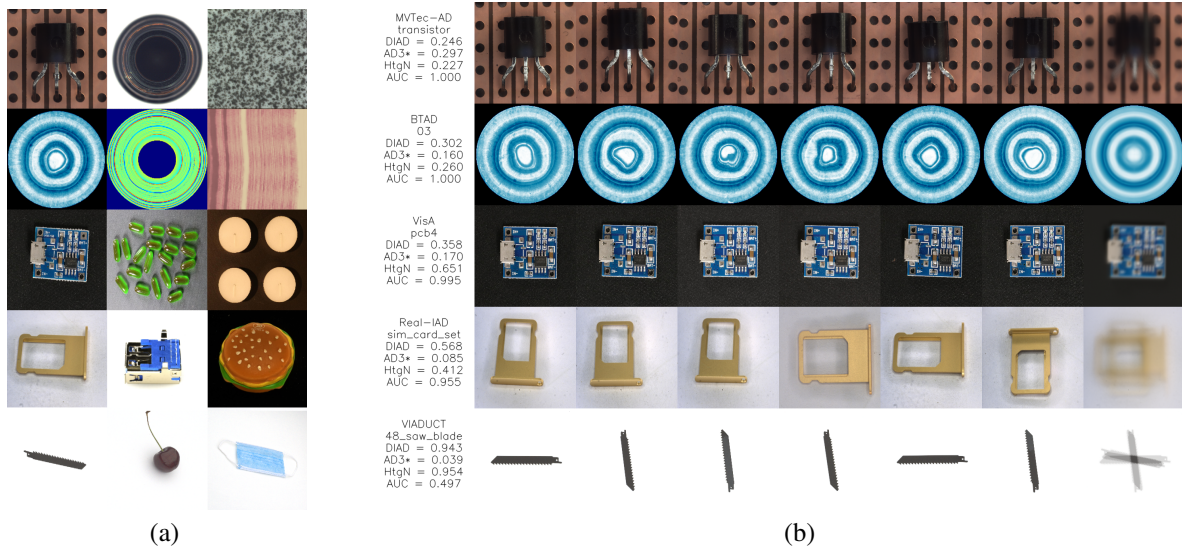 MVTec-AD
transistor
DIAD = 0.246
AD3* = 0.297
HtgN = 0.227
AUC = 1.000
BTAD
03
DIAD = 0.302
AD3* = 0.160
HtgN = 0.260
AUC = 1.000
VisA
pcb4
DIAD = 0.358
AD3* = 0.170
HtgN = 0.651
AUC = 0.995
Real-IAD
sim_card_set
DIAD = 0.568
AD3* = 0.085
HtgN = 0.412
AUC = 0.955
VIADUCT
48_saw_blade
DIAD = 0.943
AD3* = 0.039
HtgN = 0.954
AUC = 0.497
(a)
(b)